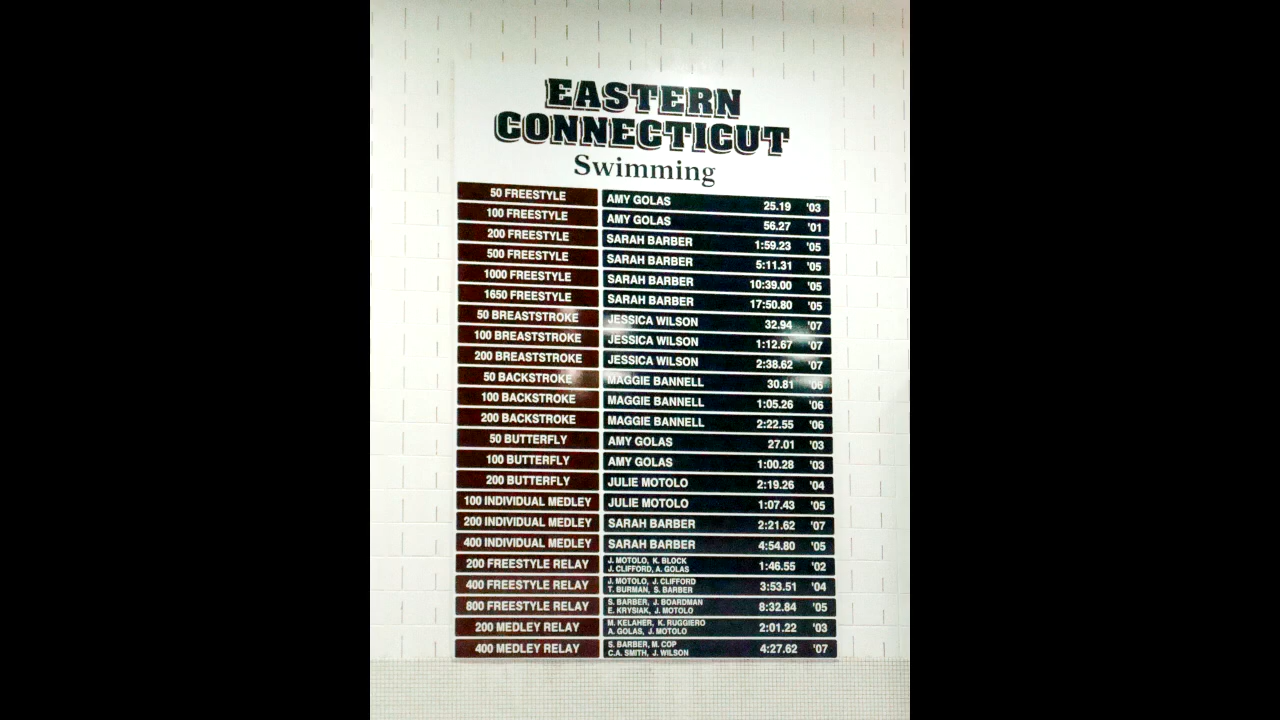 EASTERN
CONNECTICUT
Swimming
50 FREESTYLE AMY GOLAS 25.19 '03
100 FREESTYLE AMY GOLAS 56.27 '01
200 FREESTYLE SARAH BARBER 1:59.23 '05
500 FREESTYLE SARAH BARBER 5:11.31 '05
1000 FREESTYLE SARAH BARBER 10:39.00 '05
1650 FREESTYLE SARAH BARBER 17:50.80 '05
50 BREASTSTROKE JESSICA WILSON 32.94 '07
100 BREASTSTROKE JESSICA WILSON 1:12.67 '07
200 BREASTSTROKE JESSICA WILSON 2:38.62 '07
50 BACKSTROKE MAGGIE BANNELL 30.81 '06
100 BACKSTROKE MAGGIE BANNELL 1:05.26 '06
200 BACKSTROKE MAGGIE BANNELL 2:22.55 '06
50 BUTTERFLY AMY GOLAS 27.01 '03
100 BUTTERFLY AMY GOLAS 1:00.28 '03
200 BUTTERFLY JULIE MOTOLO 2:19.26 '04
100 INDIVIDUAL MEDLEY JULIE MOTOLO 1:07.43 '05
200 INDIVIDUAL MEDLEY SARAH BARBER 2:21.62 '07
400 INDIVIDUAL MEDLEY SARAH BARBER 4:54.80 '05
200 FREESTYLE RELAY J. MOTOLO, K. BLOCK
J. CLIFFORD, A. GOLAS 1:46.55 '02
400 FREESTYLE RELAY J. MOTOLO, J. CLIFFORD
T. BURMAN, S. BARBER 3:53.51 '04
800 FREESTYLE RELAY S. BARBER, J. BOARDMAN
E. KRYSIAK, J. MOTOLO 8:32.84 '05
200 MEDLEY RELAY M. KELAHER, K. RUGGIERO
A. GOLAS, J. MOTOLO 2:01.22 '03
400 MEDLEY RELAY S. BARBER, M. COP
C.A. SMITH, J. WILSON 4:27.62 '07